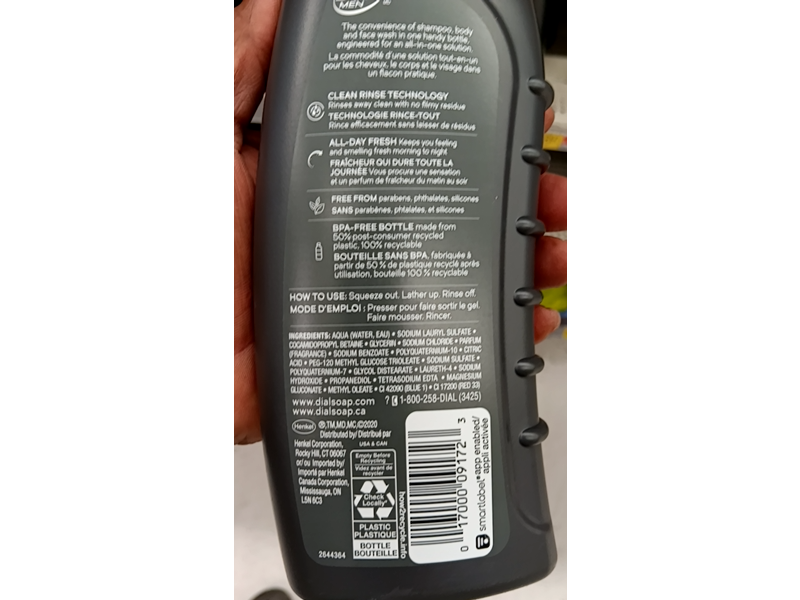 MEN
The convenience of shampoo, body
and face wash in one handy bottle,
engineered for an all-in-one solution.
La commodité d'une solution tout-en-un
pour les cheveux, le corps et le visage dans
un flacon pratique.
CLEAN RINSE TECHNOLOGY
Rinses away clean with no filmy residue
TECHNOLOGIE RINCE-TOUT
Rince efficacement sans laisser de résidus
ALL-DAY FRESH Keeps you feeling
and smelling fresh morning to night
FRAÎCHEUR QUI DURE TOUTE LA
JOURNÉE Vous procure une sensation
et un parfum de fraîcheur du matin au soir
FREE FROM parabens, phthalates, silicones
SANS parabènes, phtalates, et silicones
BPA-FREE BOTTLE made from
50% post-consumer recycled
plastic, 100% recyclable
BOUTEILLE SANS BPA, fabriquée à
partir de 50 % de plastique recyclé après
utilisation, bouteille 100 % recyclable
HOW TO USE: Squeeze out. Lather up. Rinse off.
MODE D'EMPLOI : Presser pour faire sortir le gel.
Faire mousser. Rincer.
INGREDIENTS: AQUA (WATER, EAU) • SODIUM LAURYL SULFATE •
COCAMIDOPROPYL BETAINE • GLYCERIN • SODIUM CHLORIDE • PARFUM
(FRAGRANCE) • SODIUM BENZOATE • POLYQUATERNIUM-10 • CITRIC
ACID • PEG-120 METHYL GLUCOSE TRIOLEATE • SODIUM SULFATE •
POLYQUATERNIUM-7 • GLYCOL DISTEARATE • LAURETH-4 • SODIUM
HYDROXIDE • PROPANEDIOL • TETRASODIUM EDTA • MAGNESIUM
GLUCONATE • METHYL OLEATE • CI 42090 (BLUE 1) • CI 17200 (RED 33)
www.dialsoap.com ? 1-800-258-DIAL (3425)
www.dialsoap.ca
Henkel ®,TM,MD,MC,©2020
Distributed by/ Distribué par
Henkel Corporation, USA & CAN
Rocky Hill, CT 06067
or/ ou Imported by/
Importé par Henkel
Canada Corporation,
Mississauga, ON
L5N 6C3
Empty Before
Recycling
Videz avant de
recycler
Check
Locally*
PLASTIC
PLASTIQUE
BOTTLE
BOUTEILLE
how2recycle.info
2644364
0 17000 09172 3
smartlabel® app enabled/
appli activée